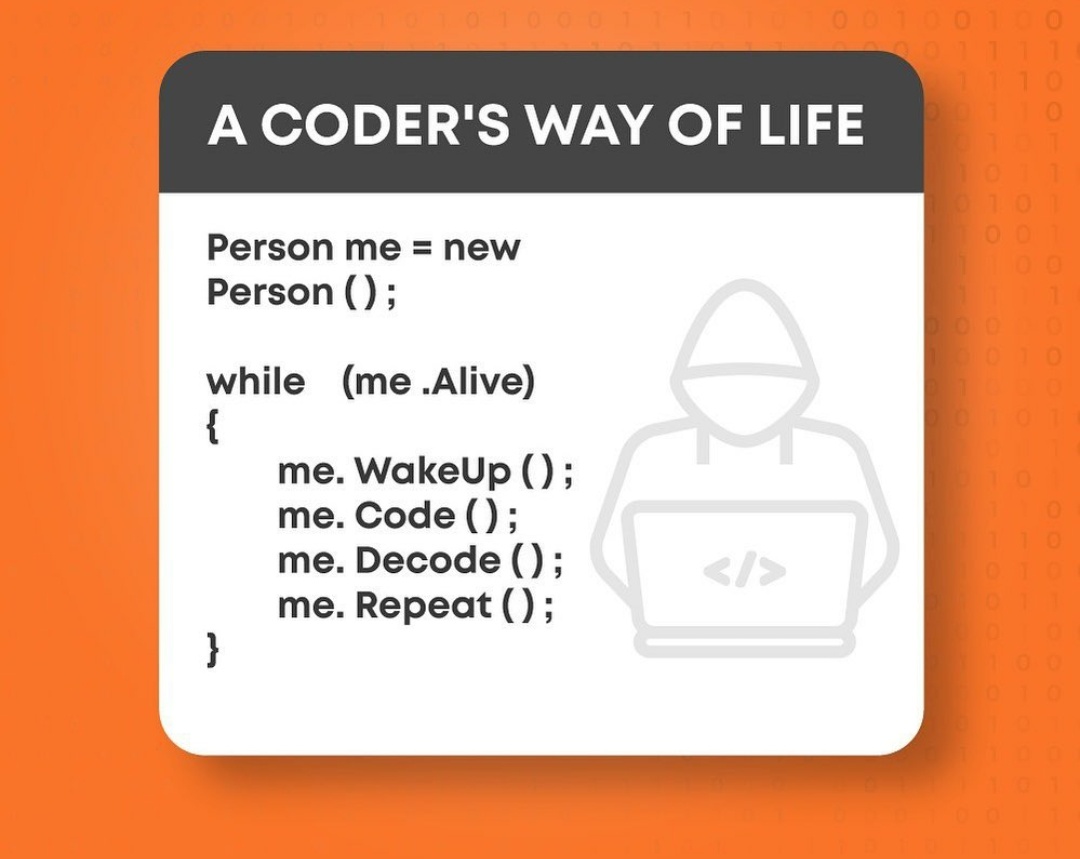 A CODER'S WAY OF LIFE
Person me = new
Person ( ) ;
while (me .Alive)
{
me. WakeUp ( ) ;
me. Code ( ) ;
me. Decode ( ) ;
me. Repeat ( ) ;
}
</>